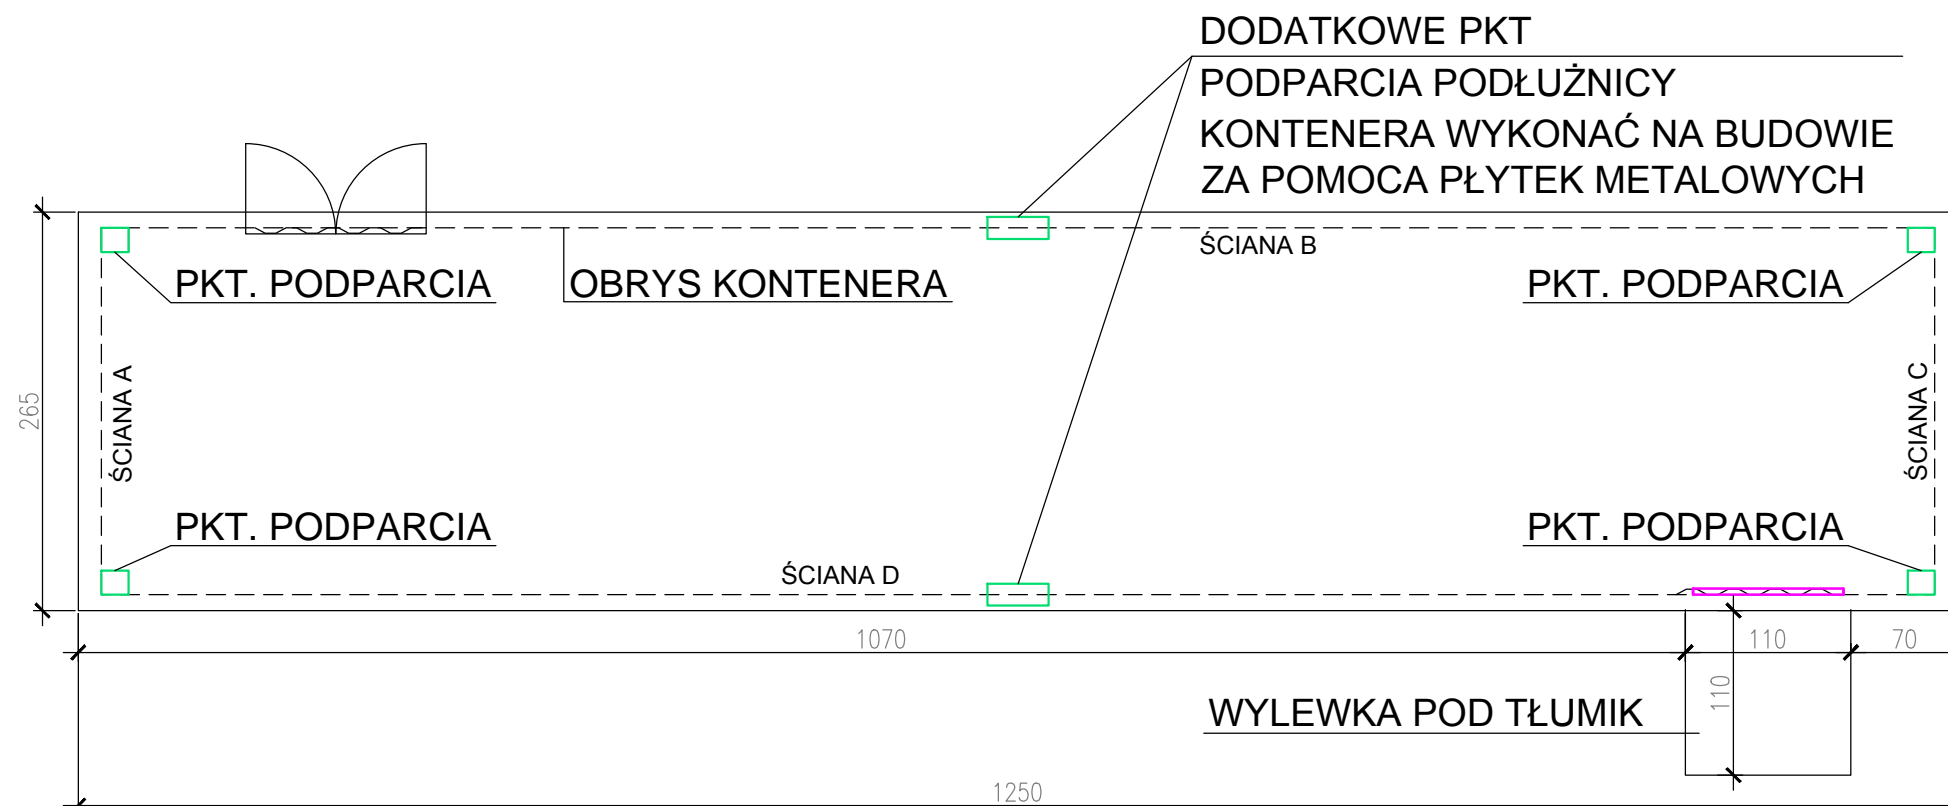 DODATKOWE PKT
PODPARCIA PODŁUŻNICY
KONTENERA WYKONAĆ NA BUDOWIE
ZA POMOCA PŁYTEK METALOWYCH
ŚCIANA B
PKT. PODPARCIA
OBRYS KONTENERA
PKT. PODPARCIA
265
ŚCIANA A
ŚCIANA C
PKT. PODPARCIA
PKT. PODPARCIA
ŚCIANA D
1070
110
70
110
WYLEWKA POD TŁUMIK
1250